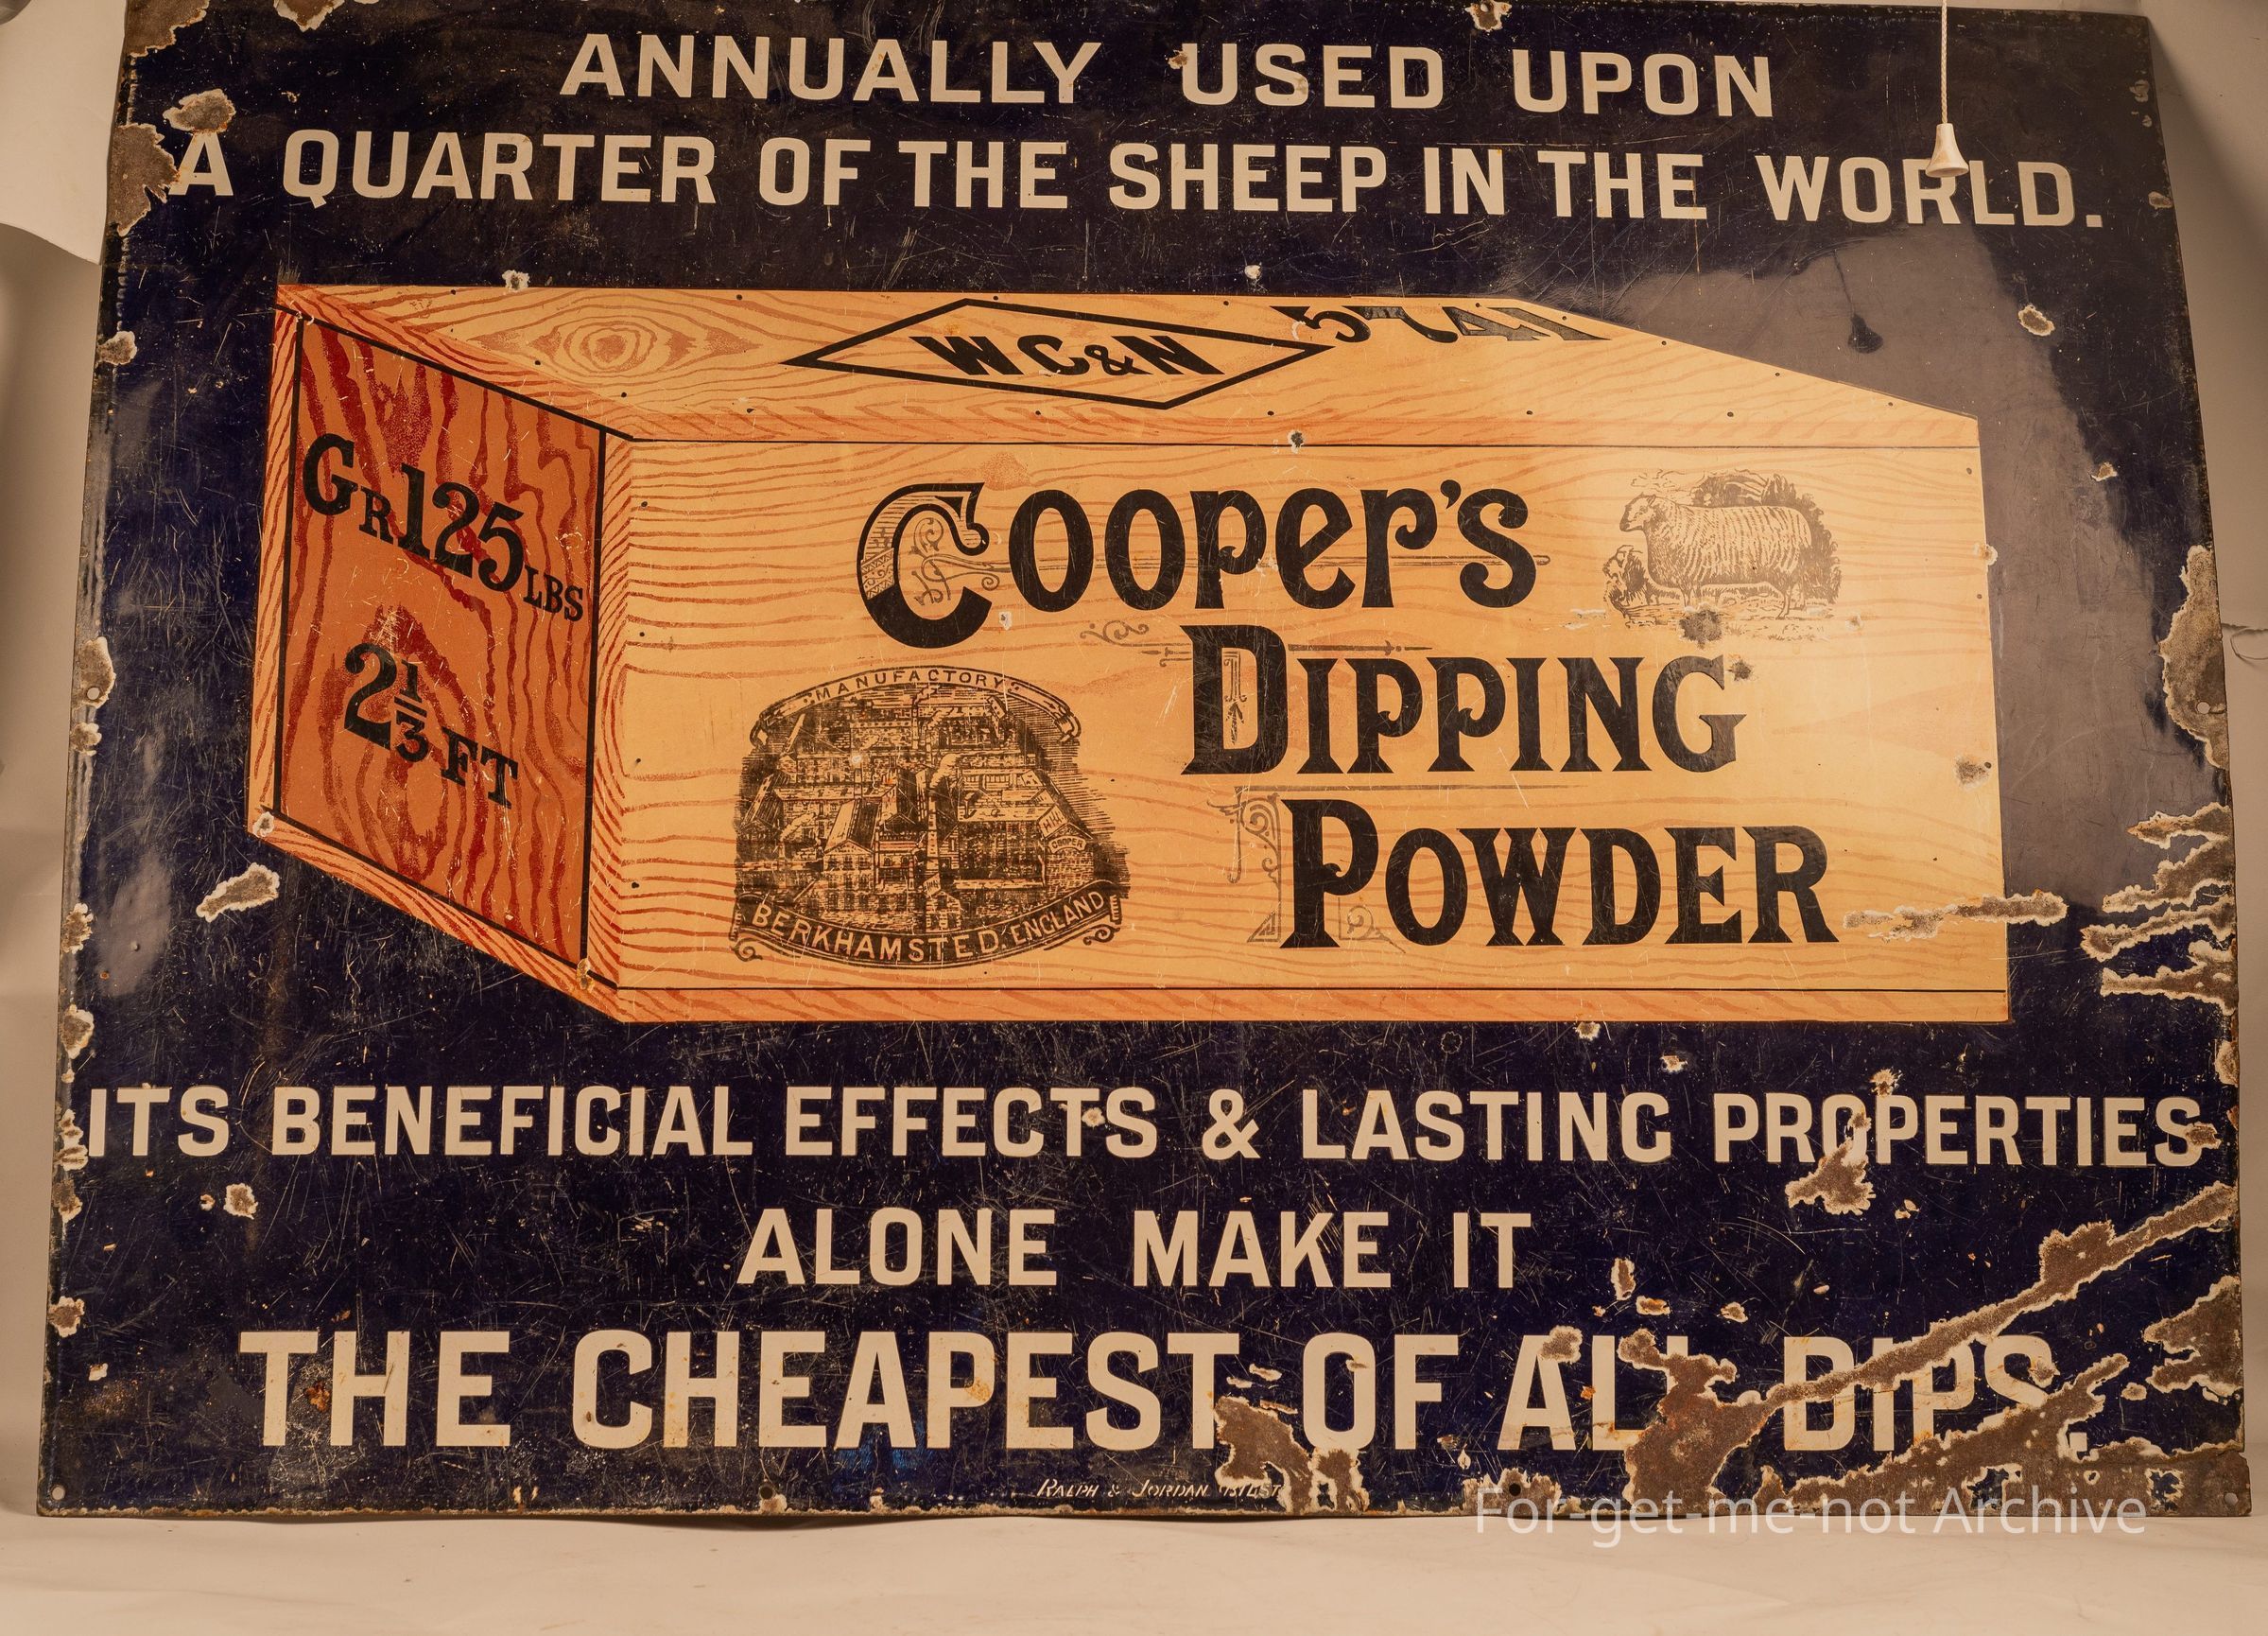 ANNUALLY USED UPON
A QUARTER OF THE SHEEP IN THE WORLD.
WC&N 5741
GR 125 LBS
2 1/3 FT
Cooper's
DIPPING
POWDER
MANUFACTORY
COOPER
BERKHAMSTED, ENGLAND
ITS BENEFICIAL EFFECTS & LASTING PROPERTIES
ALONE MAKE IT
THE CHEAPEST OF ALL DIPS.
RALPH & JORDAN
For-get-me-not Archive